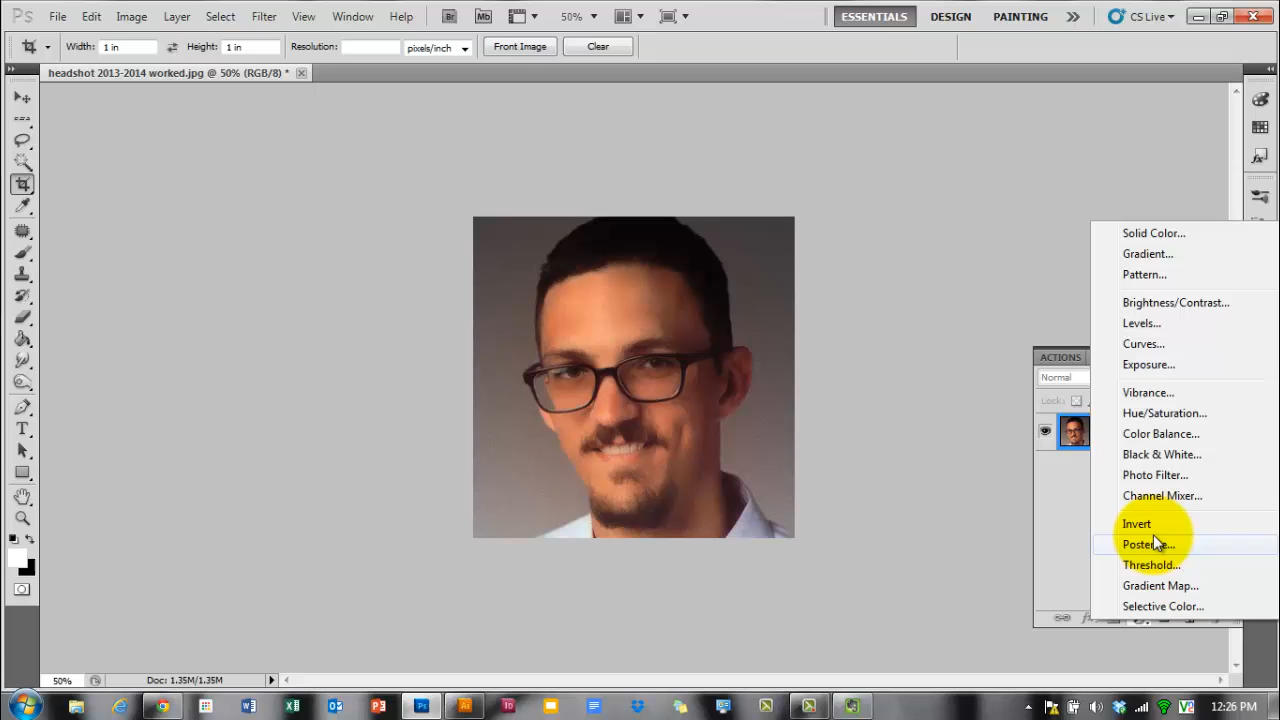 Ps File Edit Image Layer Select Filter View Window Help Br Mb 50% ESSENTIALS DESIGN PAINTING CS Live
Width: 1 in Height: 1 in Resolution: pixels/inch Front Image Clear
headshot 2013-2014 worked.jpg @ 50% (RGB/8) *
Solid Color...
Gradient...
Pattern...
Brightness/Contrast...
Levels...
Curves...
Exposure...
ACTIONS
Normal
Vibrance...
Lock:
Hue/Saturation...
Color Balance...
Black & White...
Photo Filter...
Channel Mixer...
Invert
Threshold...
Gradient Map...
Selective Color...
50% Doc: 1.35M/1.35M
12:26 PM